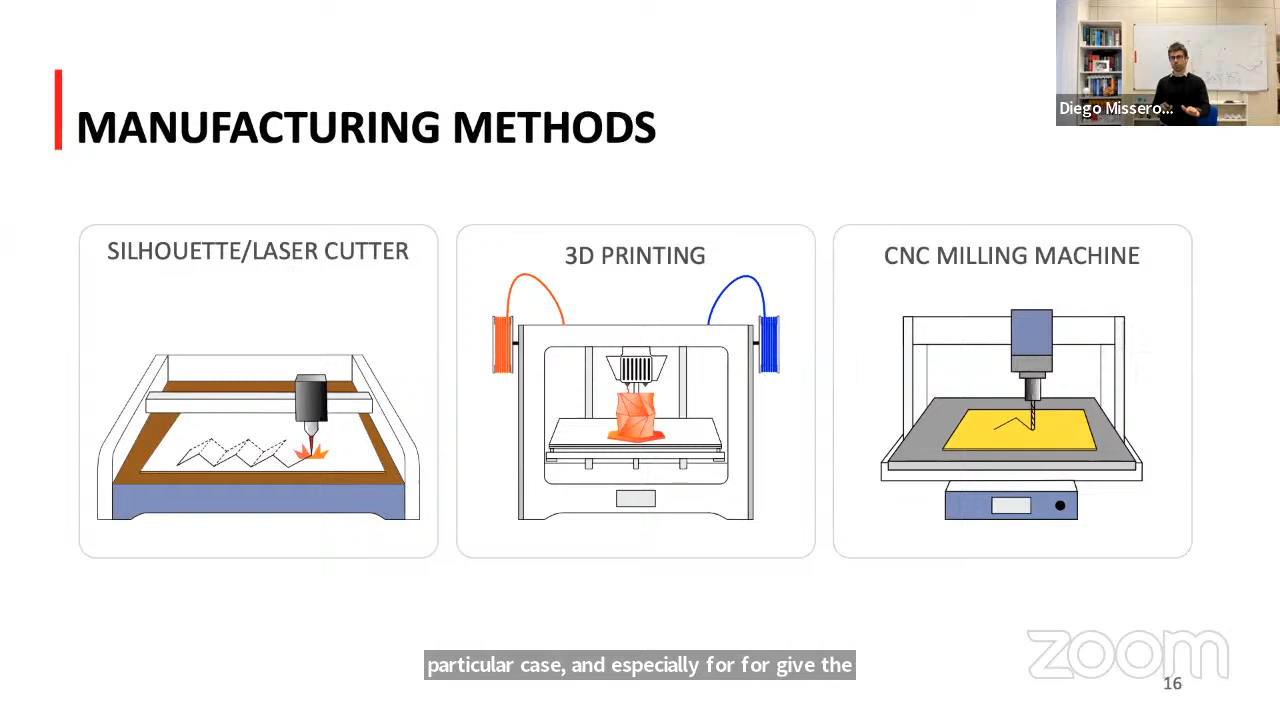 Diego Missero...
MANUFACTURING METHODS
SILHOUETTE/LASER CUTTER
3D PRINTING
CNC MILLING MACHINE
particular case, and especially for for give the
zoom
16